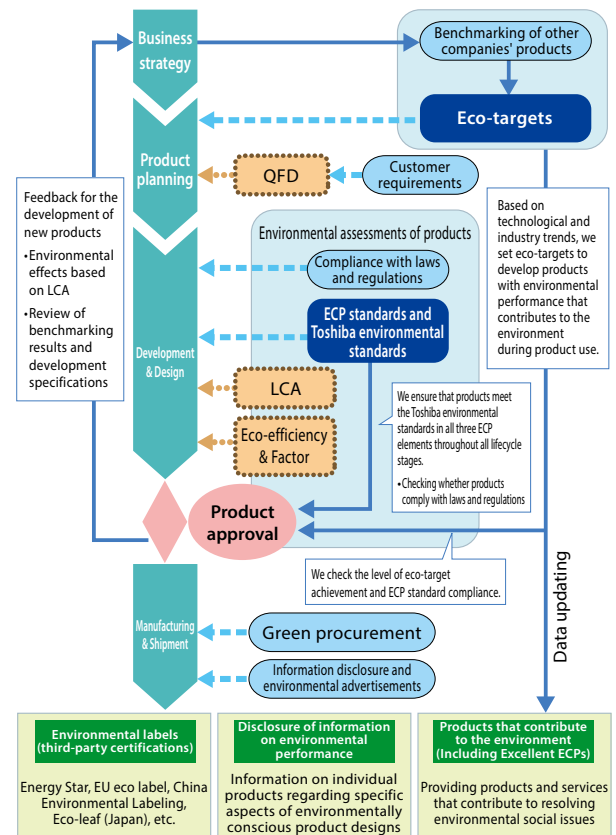 Business
strategy
Benchmarking of other
companies' products
Eco-targets
Product
planning
QFD
Customer
requirements
Feedback for the
development of
new products
•Environmental
effects based
on LCA
•Review of
benchmarking
results and
development
specifications
Based on
technological and
industry trends, we
set eco-targets to
develop products
with environmental
performance that
contributes to the
environment
during product use.
Environmental assessments of products
Compliance with laws
and regulations
ECP standards and
Toshiba environmental
standards
Development
& Design
LCA
Eco-efficiency
& Factor
We ensure that products meet
the Toshiba environmental
standards in all three ECP
elements throughout all lifecycle
stages.
•Checking whether products
comply with laws and regulations
Product
approval
We check the level of eco-target
achievement and ECP standard compliance.
Data updating
Manufacturing
& Shipment
Green procurement
Information disclosure and
environmental advertisements
Environmental labels
(third-party certifications)
Energy Star, EU eco label, China
Environmental Labeling,
Eco-leaf (Japan), etc.
Disclosure of information
on environmental
performance
Information on individual
products regarding specific
aspects of environmentally
conscious product designs
Products that contribute
to the environment
(Including Excellent ECPs)
Providing products and services
that contribute to resolving
environmental social issues